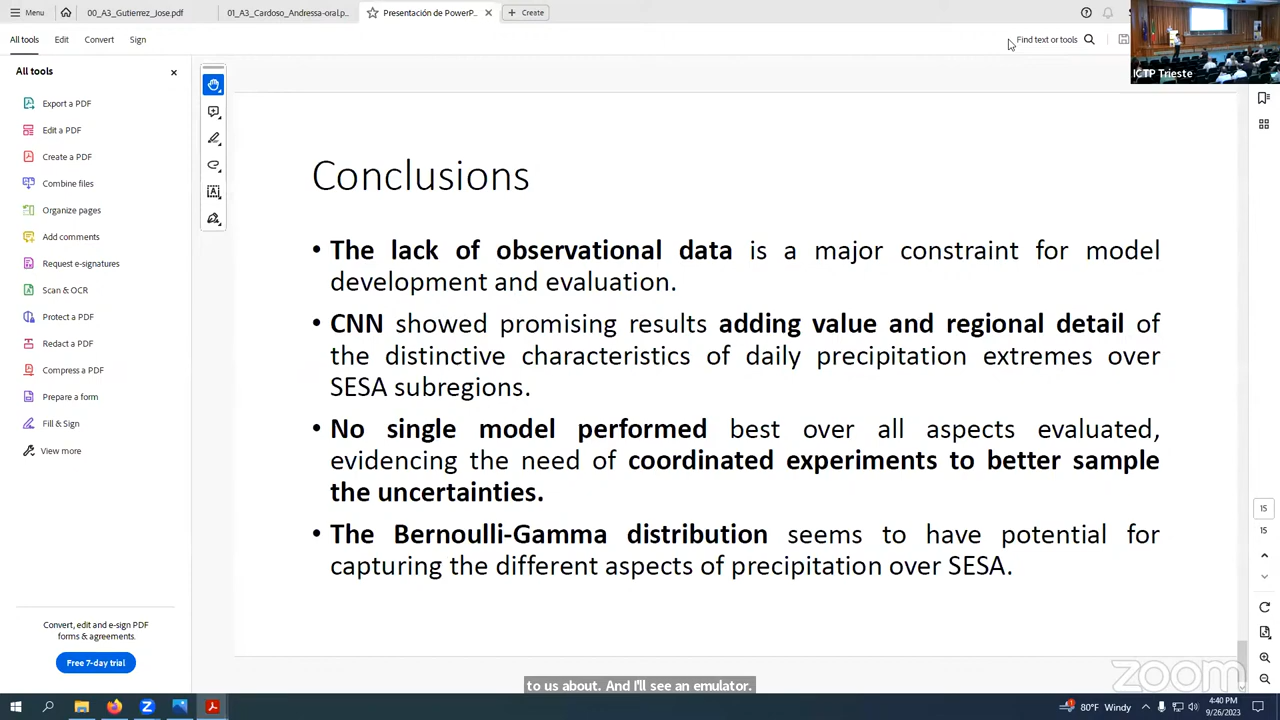 Menu
00_A3_Gutierrez_Jose.pdf
01_A3_Cardoso_Andressa-oral.p...
Presentación de PowerP...
Create
All tools
Edit
Convert
Sign
Find text or tools
ICTP Trieste
All tools
Export a PDF
Edit a PDF
Create a PDF
Combine files
Organize pages
Add comments
Request e-signatures
Scan & OCR
Protect a PDF
Redact a PDF
Compress a PDF
Prepare a form
Fill & Sign
View more
Convert, edit and e-sign PDF
forms & agreements.
Free 7-day trial
Conclusions
• The lack of observational data is a major constraint for model
development and evaluation.
• CNN showed promising results adding value and regional detail of
the distinctive characteristics of daily precipitation extremes over
SESA subregions.
• No single model performed best over all aspects evaluated,
evidencing the need of coordinated experiments to better sample
the uncertainties.
• The Bernoulli-Gamma distribution seems to have potential for
capturing the different aspects of precipitation over SESA.
15
15
zoom
to us about. And I'll see an emulator.
80°F Windy
4:40 PM
9/26/2023